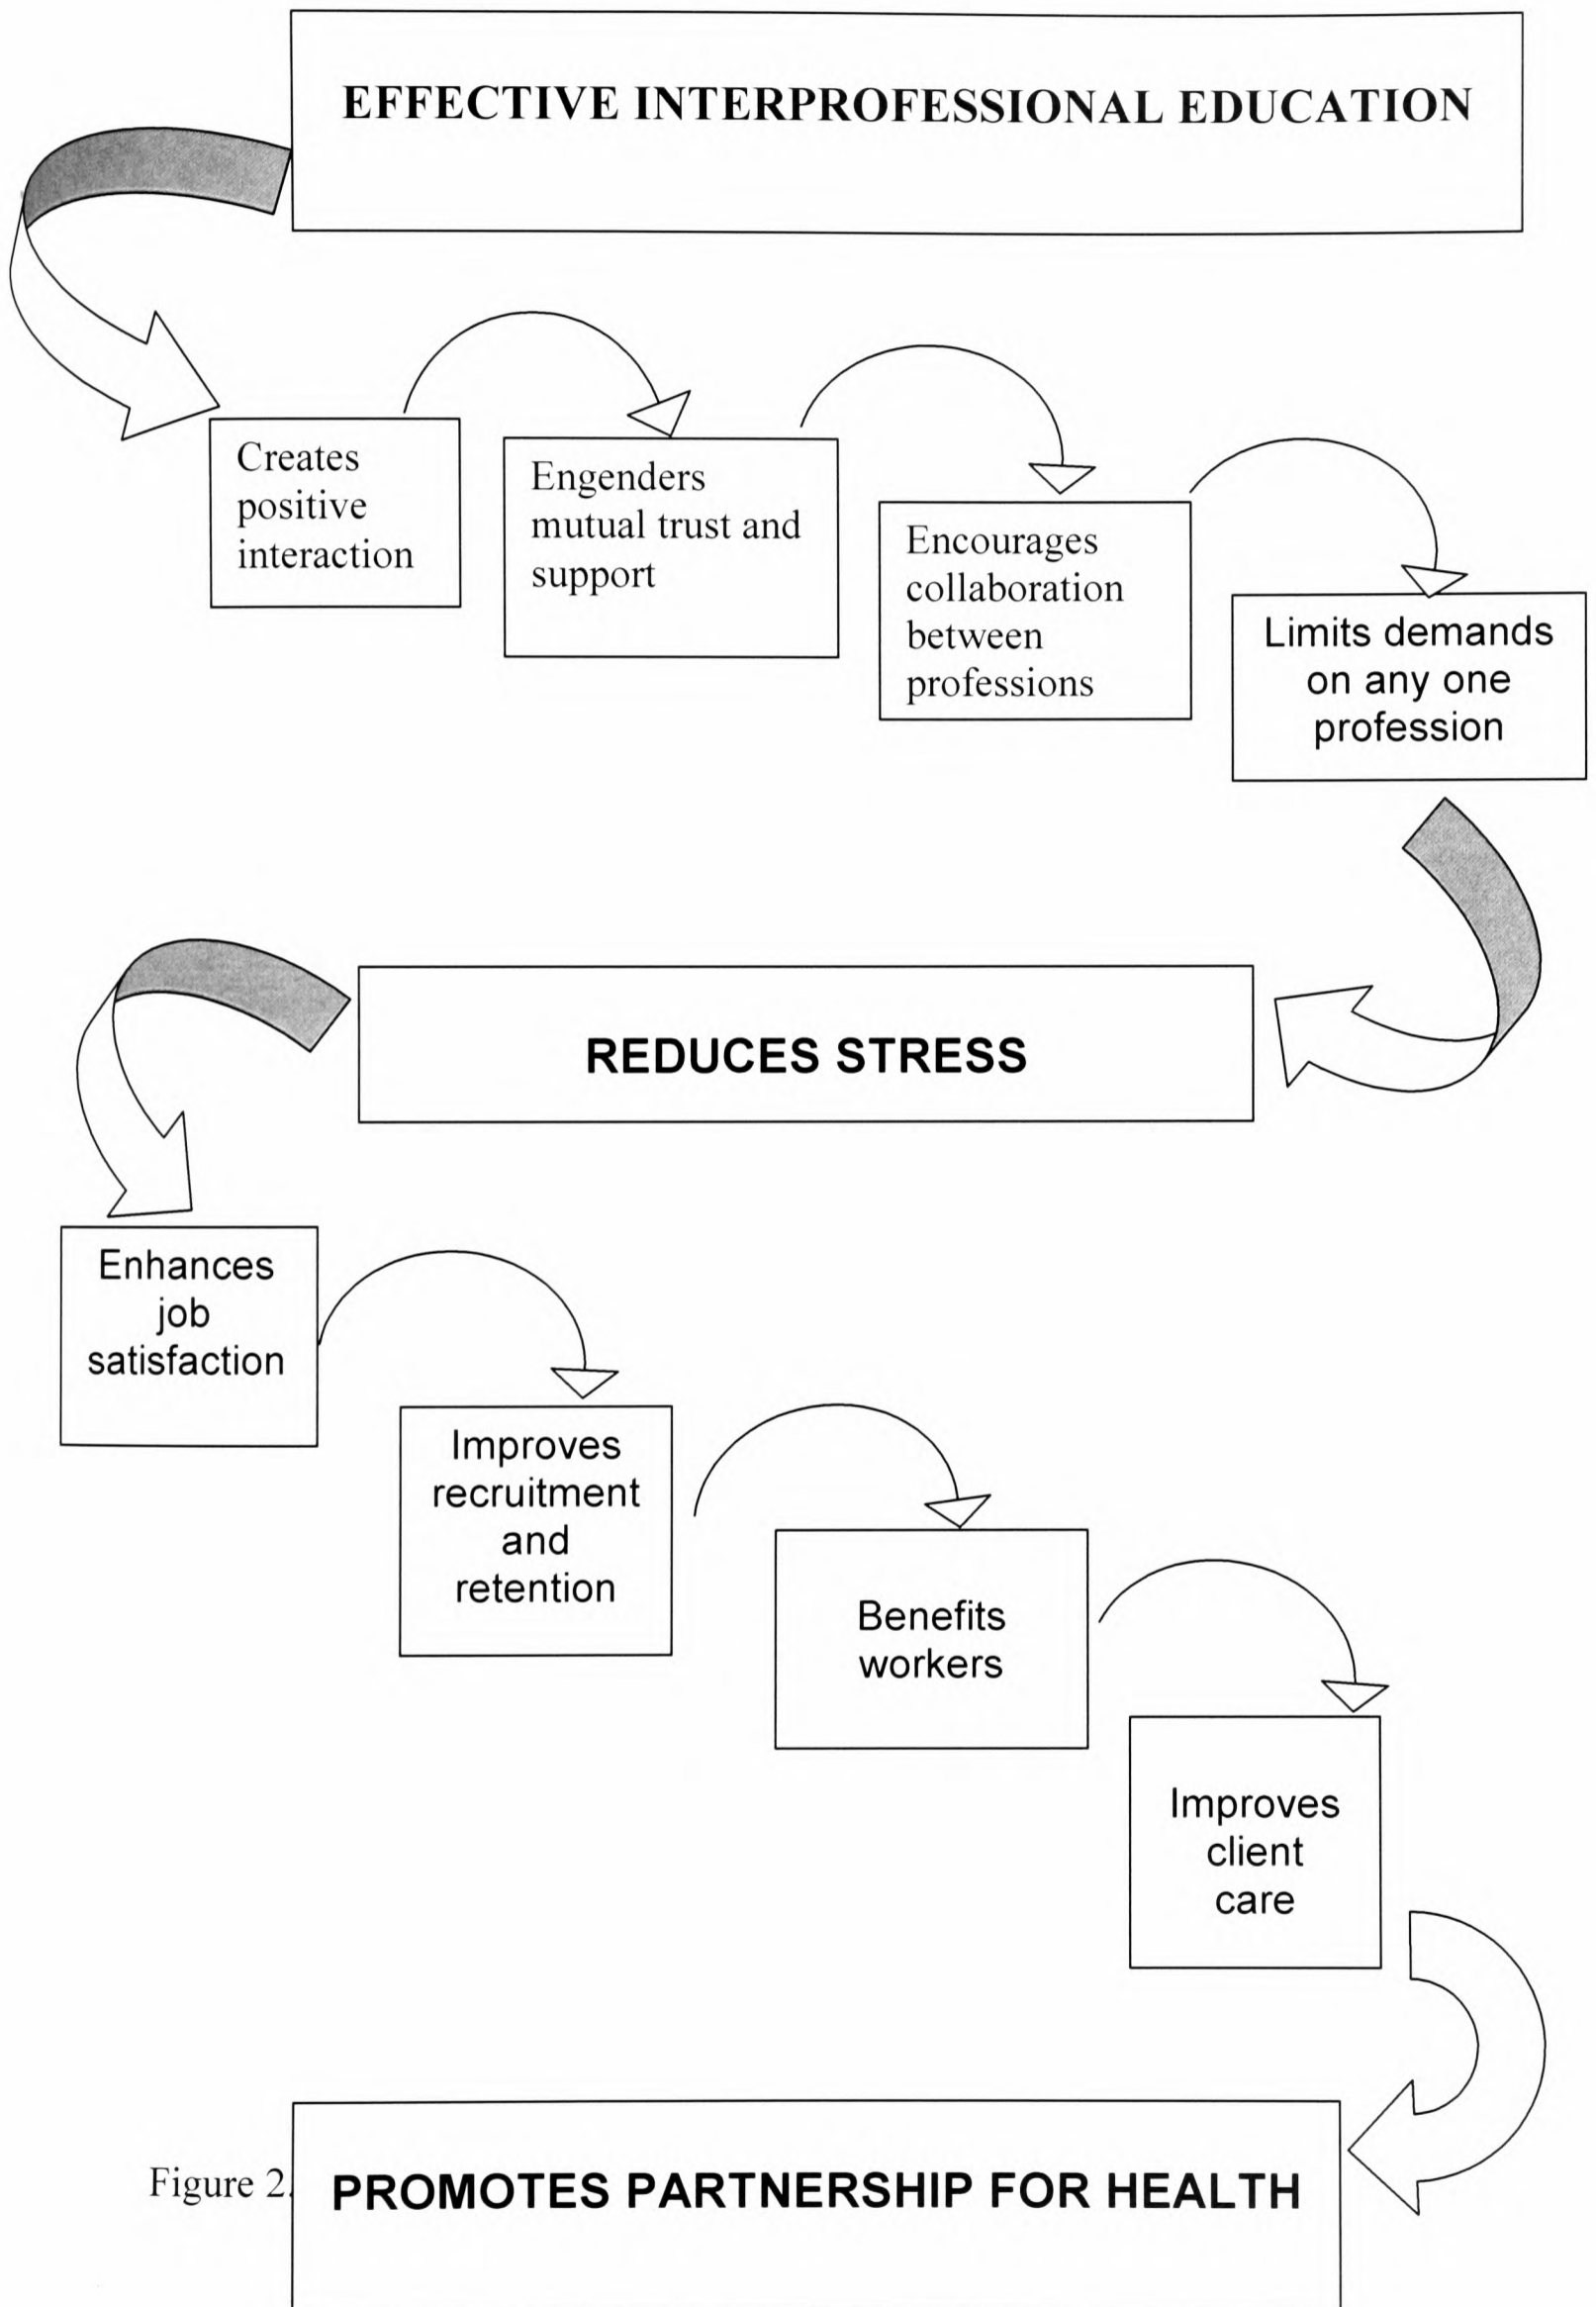 EFFECTIVE INTERPROFESSIONAL EDUCATION
Creates
positive
interaction
Engenders
mutual trust and
support
Encourages
collaboration
between
professions
Limits demands
on any one
profession
REDUCES STRESS
Enhances
job
satisfaction
Improves
recruitment
and
retention
Benefits
workers
Improves
client
care
Figure 2.
PROMOTES PARTNERSHIP FOR HEALTH